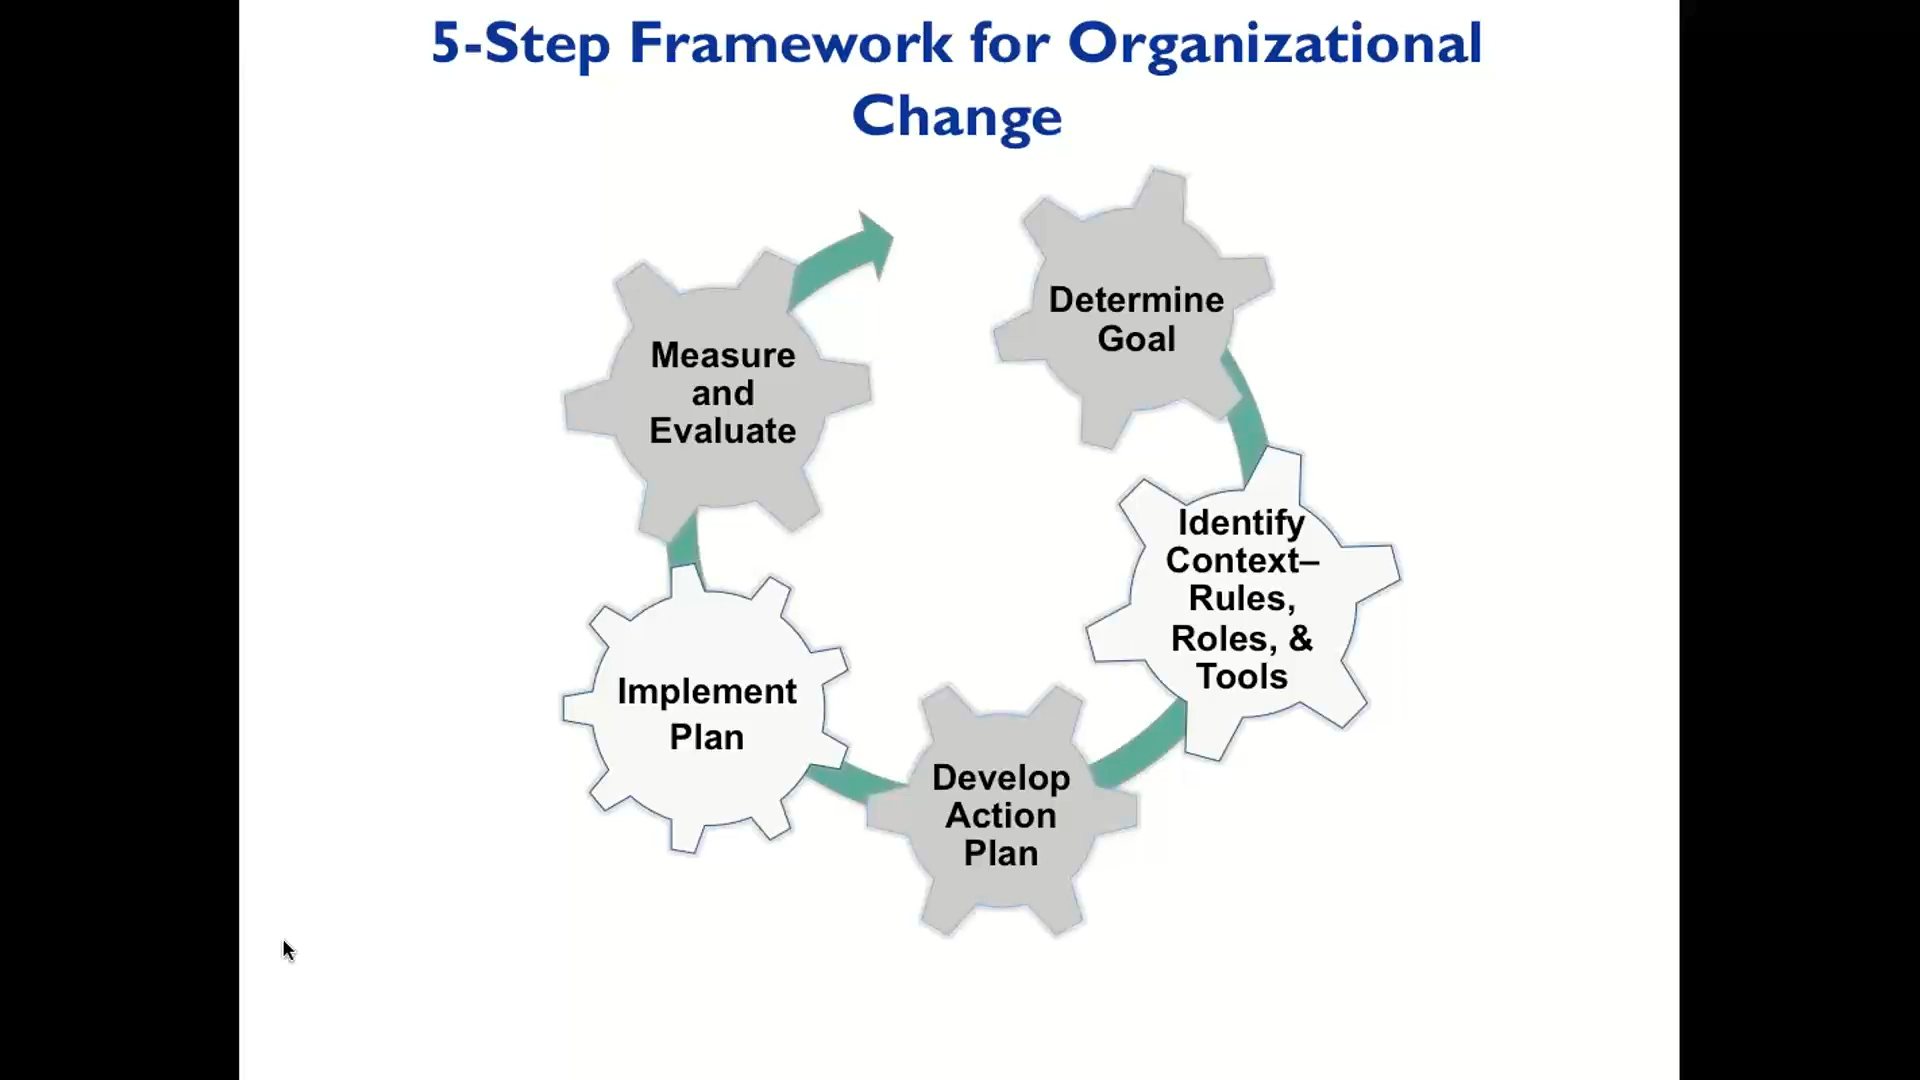 5-Step Framework for Organizational
Change
Determine
Goal
Identify
Context–
Rules,
Roles, &
Tools
Develop
Action
Plan
Implement
Plan
Measure
and
Evaluate